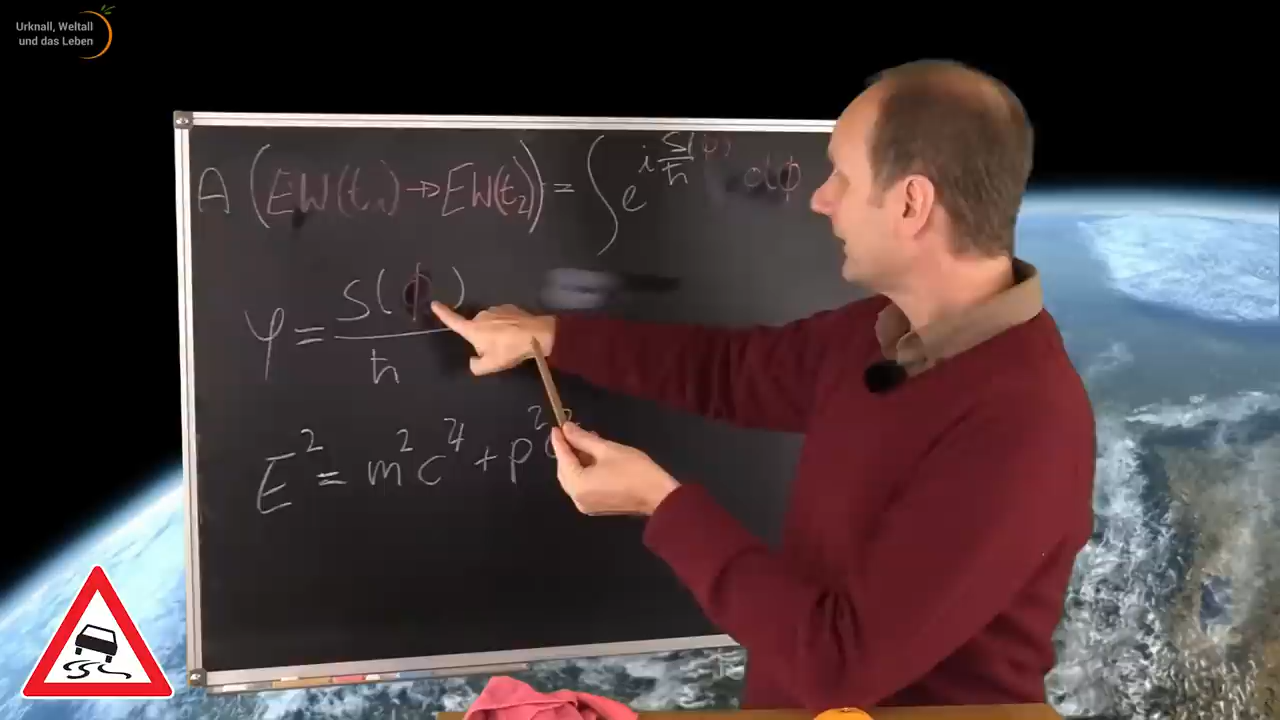 Urknall, Weltall
und das Leben
A (EW(t₁) → EW(t₂)) = ∫ e^{i S(φ)/ħ} dϕ
φ = S(ϕ)/ħ
E² = m²c⁴ + p²c²